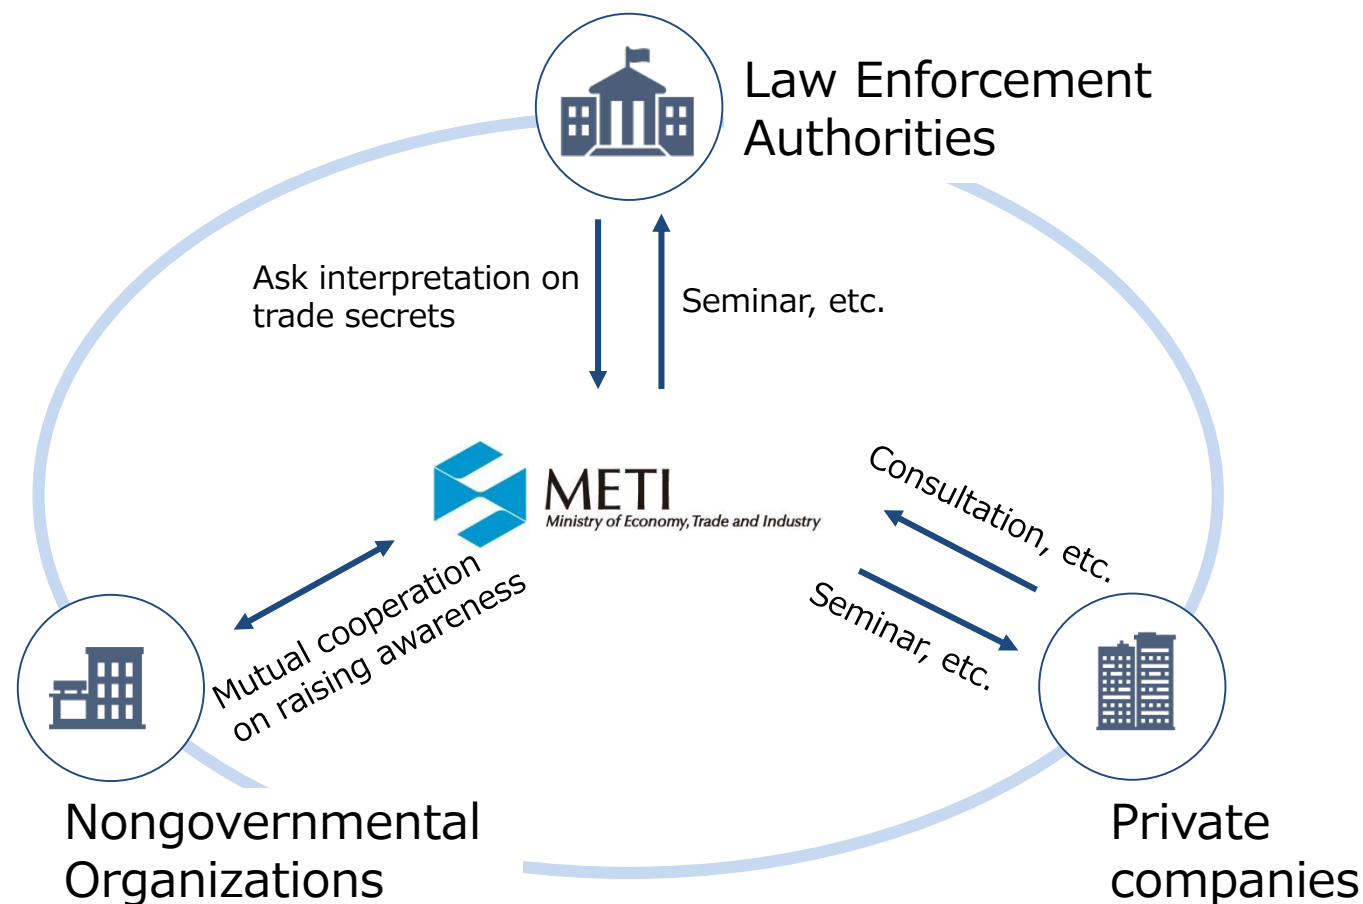 Law Enforcement
Authorities
Ask interpretation on
trade secrets
Seminar, etc.
METI
Ministry of Economy, Trade and Industry
Consultation, etc.
Seminar, etc.
Mutual cooperation
on raising awareness
Nongovernmental
Organizations
Private
companies